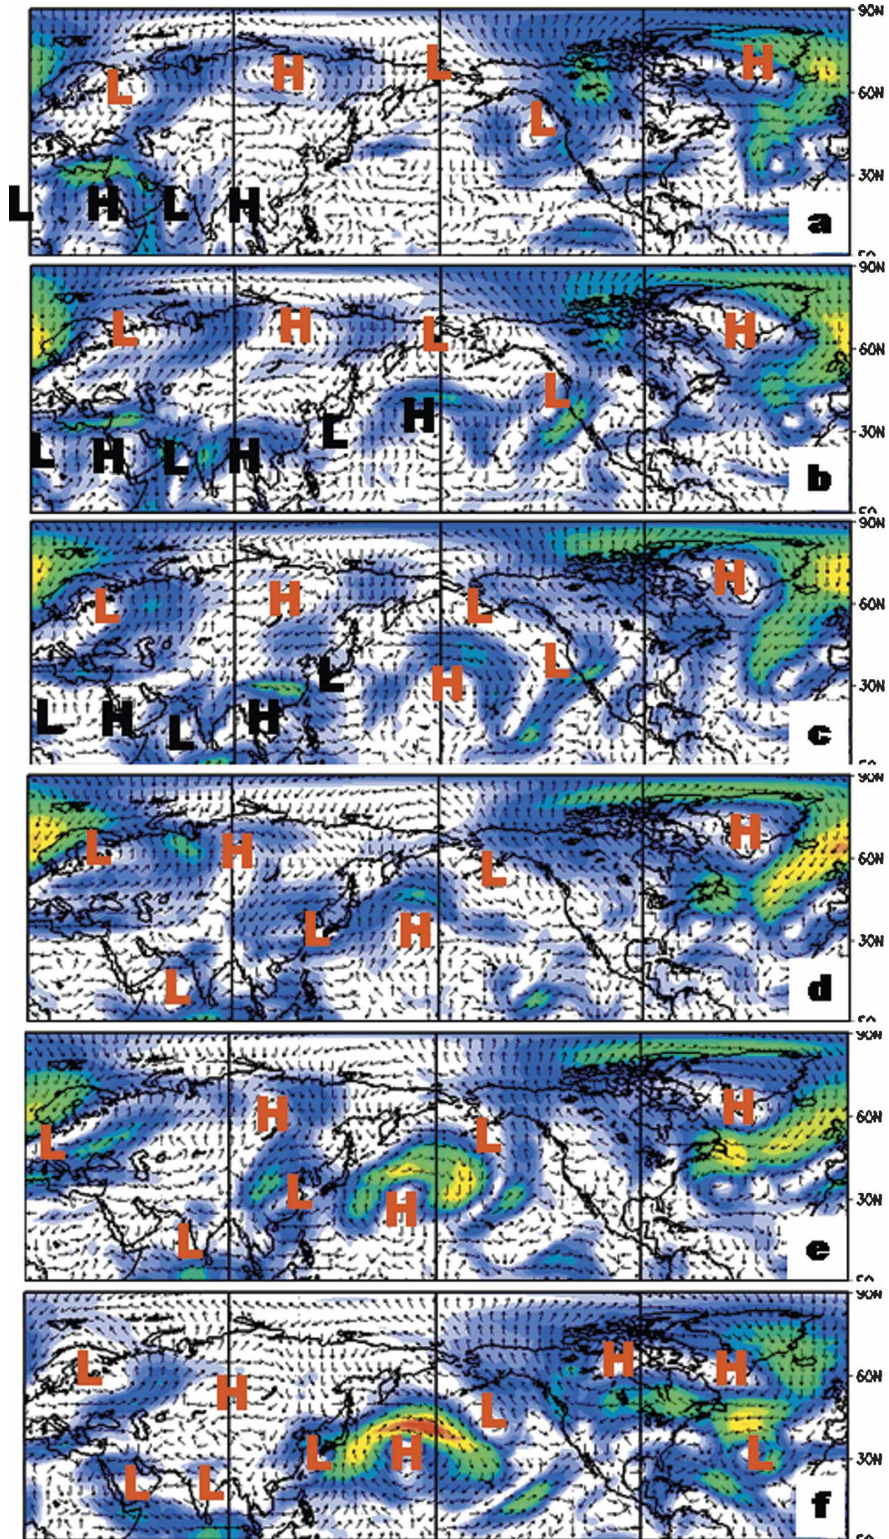 90N
H L H
L 60N
L
30N
L H L H
a
90N
L H L H
60N
L
L H
30N
L H L H
b
90N
H
L H L 60N
L
L H 30N
L H L H
c
90N
L H H
60N
L
L H 30N
L
d
90N
H H 60N
L L
L H 30N
L
e
90N
L H H 60N
H L
L H L 30N
L L
f